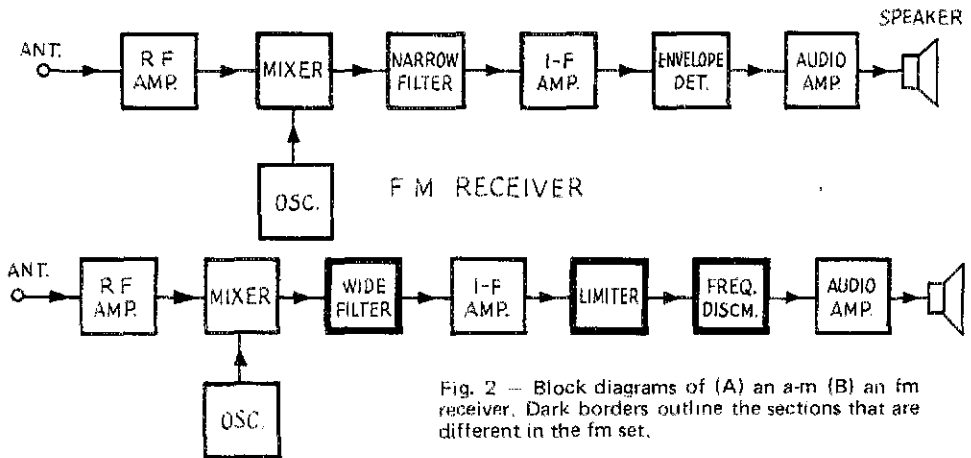 SPEAKER
ANT.
R F AMP.
MIXER
NARROW FILTER
I-F AMP.
ENVELOPE DET.
AUDIO AMP.
OSC.
FM RECEIVER
ANT.
R F AMP.
MIXER
WIDE FILTER
I-F AMP.
LIMITER
FREQ. DISCM.
AUDIO AMP.
OSC.
Fig. 2 — Block diagrams of (A) an a-m (B) an fm
receiver. Dark borders outline the sections that are
different in the fm set.